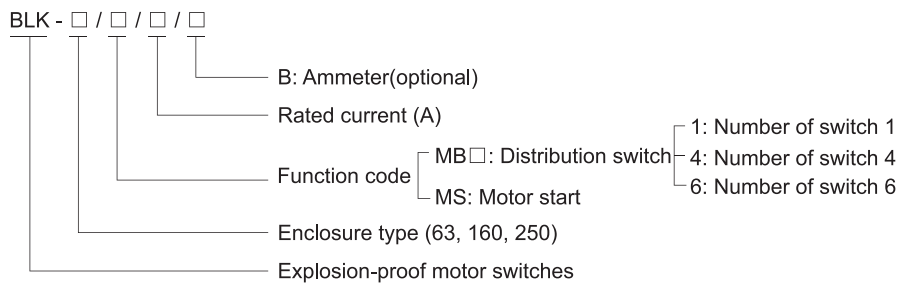 BLK - □ / □ / □ / □
B: Ammeter(optional)
Rated current (A)
Function code
MB□: Distribution switch
1: Number of switch 1
4: Number of switch 4
6: Number of switch 6
MS: Motor start
Enclosure type (63, 160, 250)
Explosion-proof motor switches